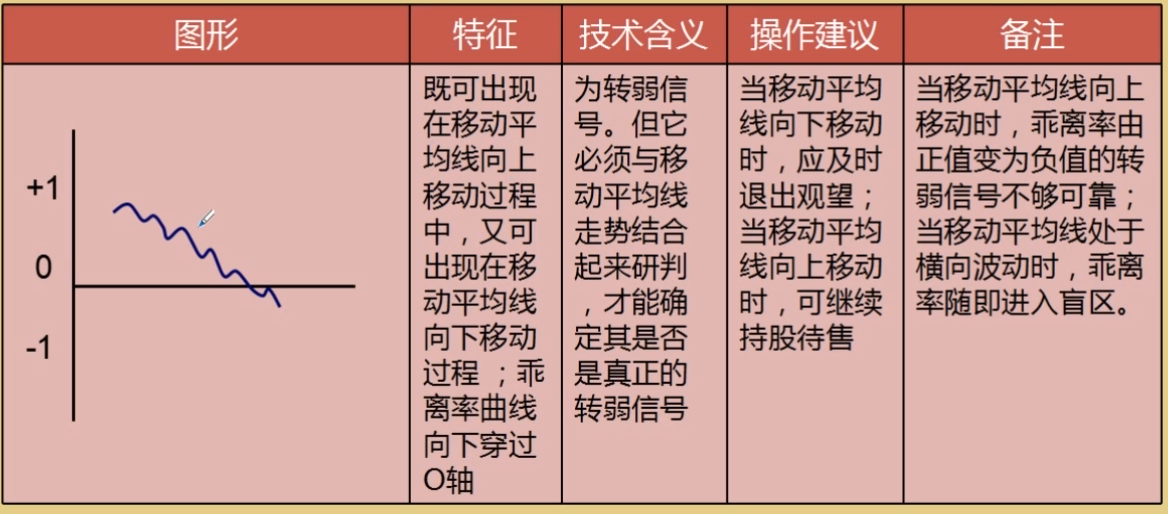 图形
特征
技术含义
操作建议
备注
+1
0
-1
既可出现
在移动平
均线向上
移动过程
中，又可
出现在移
动平均线
向下移动
过程 ；乖
离率曲线
向下穿过
O轴
为转弱信
号。但它
必须与移
动平均线
走势结合
起来研判
，才能确
定其是否
是真正的
转弱信号
当移动平均
线向下移动
时，应及时
退出观望；
当移动平均
线向上移动
时，可继续
持股待售
当移动平均线向上
移动时，乖离率由
正值变为负值的转
弱信号不够可靠；
当移动平均线处于
横向波动时，乖离
率随即进入盲区。